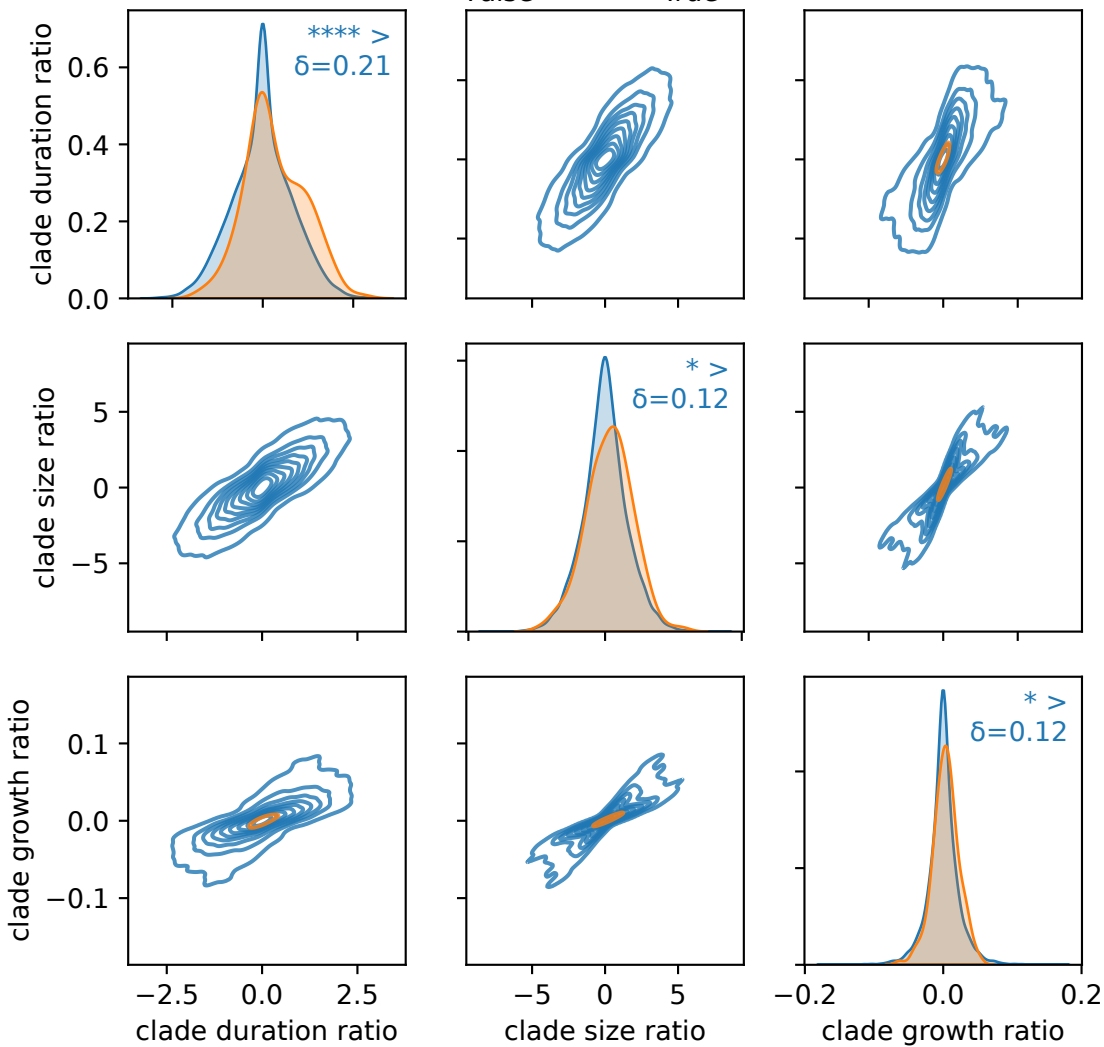 clade duration ratio
0.6
0.4
0.2
0.0
**** >
δ=0.21
clade size ratio
5
0
−5
* >
δ=0.12
clade growth ratio
0.1
0.0
−0.1
* >
δ=0.12
−2.5 0.0 2.5
−5 0 5
−0.2 0.0 0.2
clade duration ratio
clade size ratio
clade growth ratio